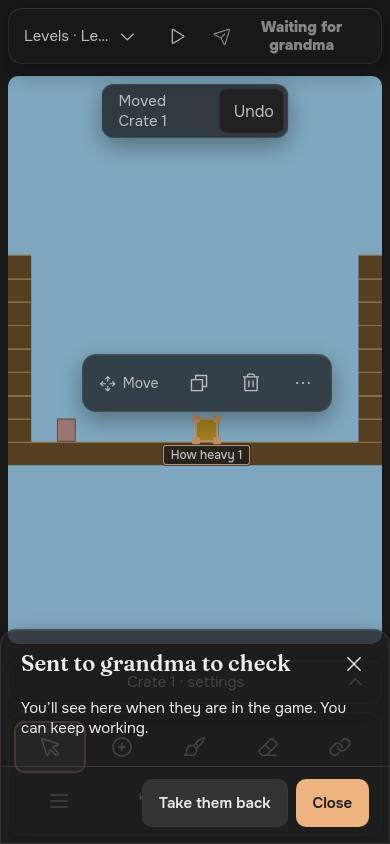 Levels · Le...
Waiting for
grandma
Moved
Crate 1
Undo
Move
How heavy 1
Sent to grandma to check
Crate 1 · settings
You’ll see here when they are in the game. You
can keep working.
Take them back
Close